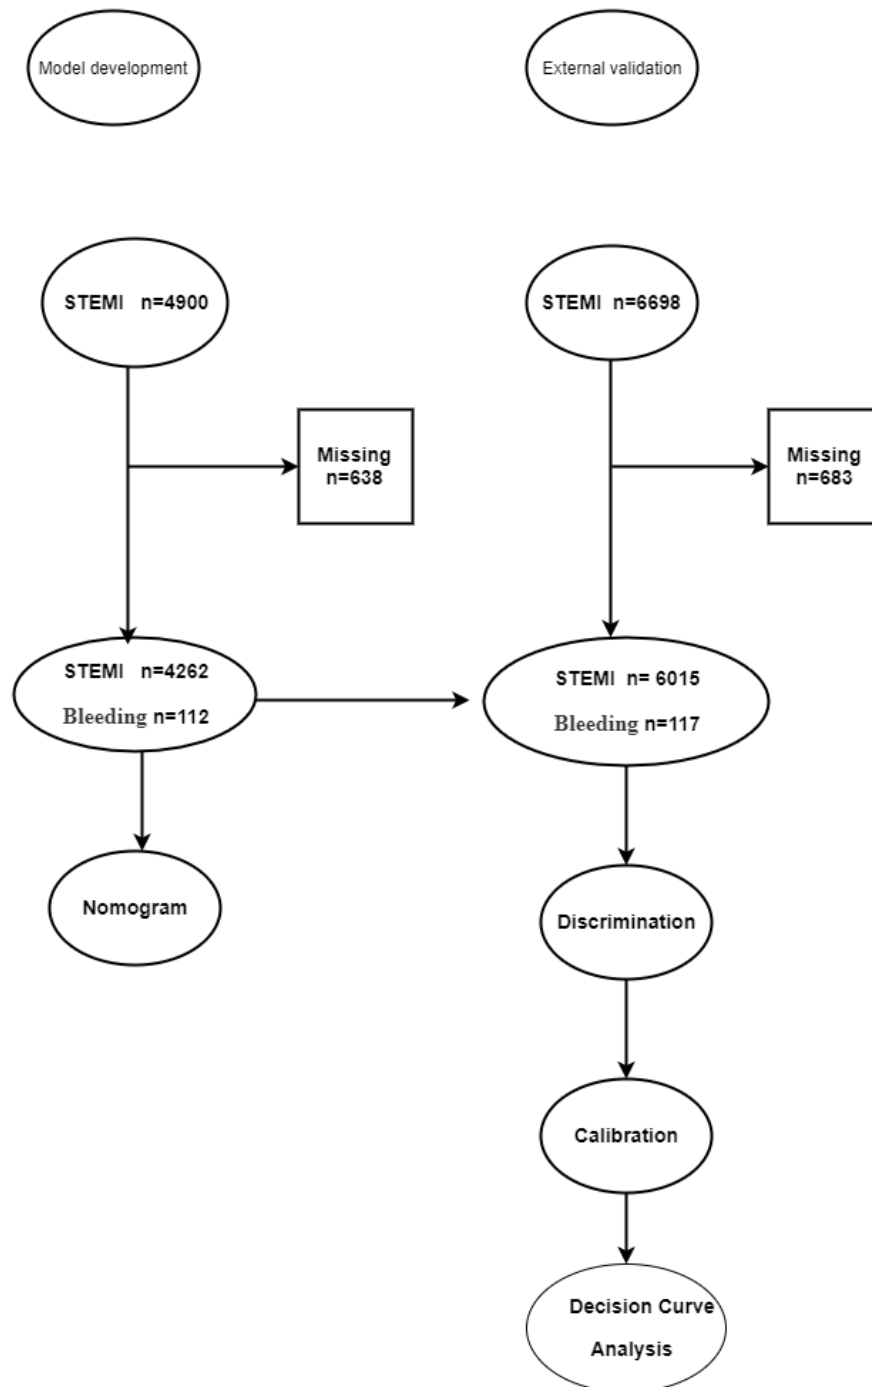 Model development
External validation
STEMI n=4900
STEMI n=6698
Missing
n=638
Missing
n=683
STEMI n=4262
Bleeding n=112
STEMI n= 6015
Bleeding n=117
Nomogram
Discrimination
Calibration
Decision Curve
Analysis